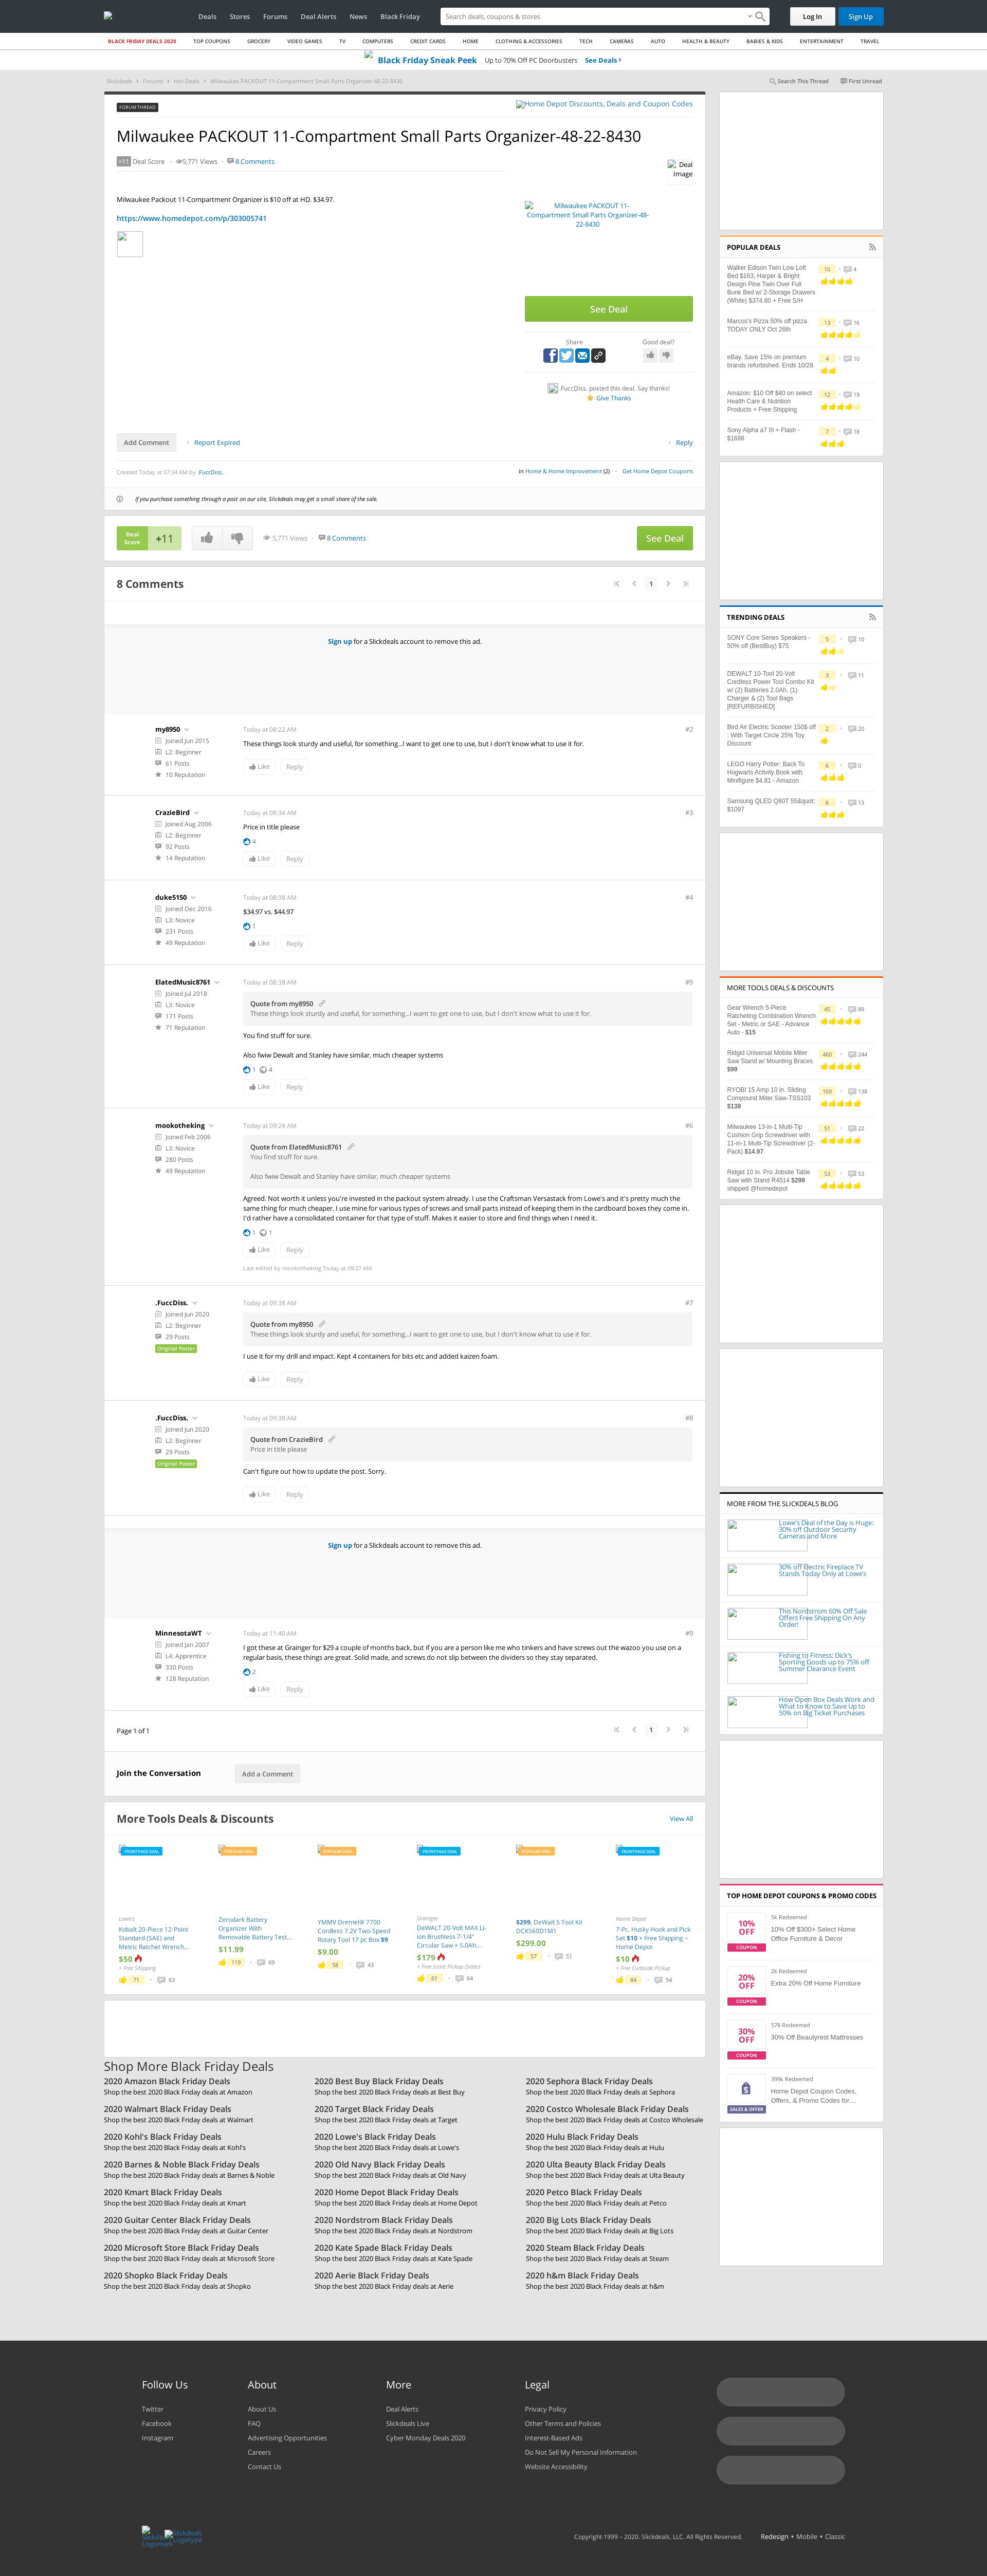 Deals
Stores
Forums
Deal Alerts
News
Black Friday
Search deals, coupons & stores
Log In
Sign Up
BLACK FRIDAY DEALS 2020
TOP COUPONS
GROCERY
VIDEO GAMES
TV
COMPUTERS
CREDIT CARDS
HOME
CLOTHING & ACCESSORIES
TECH
CAMERAS
AUTO
HEALTH & BEAUTY
BABIES & KIDS
ENTERTAINMENT
TRAVEL
Black Friday Sneak Peek Up to 70% Off PC Doorbusters See Deals
Slickdeals > Forums > Hot Deals > Milwaukee PACKOUT 11-Compartment Small Parts Organizer-48-22-8430
Search This Thread
First Unread
FORUM THREAD
Home Depot Discounts, Deals and Coupon Codes
Milwaukee PACKOUT 11-Compartment Small Parts Organizer-48-22-8430
+11 Deal Score · 5,771 Views · 8 Comments
Deal Image
Milwaukee Packout 11-Compartment Organizer is $10 off at HD. $34.97.
https://www.homedepot.com/p/303005741
Milwaukee PACKOUT 11-
Compartment Small Parts Organizer-48-
22-8430
See Deal
Share
Good deal?
.FuccDiss. posted this deal. Say thanks!
Give Thanks
Add Comment
Report Expired
Reply
Created Today at 07:34 AM by .FuccDiss.
in Home & Home Improvement (2) · Get Home Depot Coupons
If you purchase something through a post on our site, Slickdeals may get a small share of the sale.
Deal Score
+11
5,771 Views · 8 Comments
See Deal
8 Comments
1
Sign up for a Slickdeals account to remove this ad.
my8950
Joined Jun 2015
L2: Beginner
61 Posts
10 Reputation
Today at 08:22 AM
#2
These things look sturdy and useful, for something...I want to get one to use, but I don't know what to use it for.
Like
Reply
CrazieBird
Joined Aug 2006
L2: Beginner
92 Posts
14 Reputation
Today at 08:34 AM
#3
Price in title please
4
Like
Reply
duke5150
Joined Dec 2016
L3: Novice
231 Posts
49 Reputation
Today at 08:38 AM
#4
$34.97 vs. $44.97
1
Like
Reply
ElatedMusic8761
Joined Jul 2018
L3: Novice
171 Posts
71 Reputation
Today at 08:38 AM
#5
Quote from my8950
These things look sturdy and useful, for something...I want to get one to use, but I don't know what to use it for.
You find stuff for sure.
Also fwiw Dewalt and Stanley have similar, much cheaper systems
1 4
Like
Reply
mookotheking
Joined Feb 2006
L3: Novice
280 Posts
49 Reputation
Today at 09:24 AM
#6
Quote from ElatedMusic8761
You find stuff for sure.
Also fwiw Dewalt and Stanley have similar, much cheaper systems
Agreed. Not worth it unless you're invested in the packout system already. I use the Craftsman Versastack from Lowe's and it's pretty much the
same thing for much cheaper. I use mine for various types of screws and small parts instead of keeping them in the cardboard boxes they come in.
I'd rather have a consolidated container for that type of stuff. Makes it easier to store and find things when I need it.
1 1
Like
Reply
Last edited by mookotheking Today at 09:27 AM.
.FuccDiss.
Joined Jun 2020
L2: Beginner
29 Posts
Original Poster
Today at 09:38 AM
#7
Quote from my8950
These things look sturdy and useful, for something...I want to get one to use, but I don't know what to use it for.
I use it for my drill and impact. Kept 4 containers for bits etc and added kaizen foam.
Like
Reply
.FuccDiss.
Joined Jun 2020
L2: Beginner
29 Posts
Original Poster
Today at 09:38 AM
#8
Quote from CrazieBird
Price in title please
Can't figure out how to update the post. Sorry.
Like
Reply
Sign up for a Slickdeals account to remove this ad.
MinnesotaWT
Joined Jan 2007
L4: Apprentice
330 Posts
128 Reputation
Today at 11:40 AM
#9
I got these at Grainger for $29 a couple of months back, but if you are a person like me who tinkers and have screws out the wazoo you use on a
regular basis, these things are great. Solid made, and screws do not slip between the dividers so they stay separated.
2
Like
Reply
Page 1 of 1
1
Join the Conversation
Add a Comment
More Tools Deals & Discounts
View All
FRONTPAGE DEAL
Lowe's
Kobalt 20-Piece 12-Point
Standard (SAE) and
Metric Ratchet Wrench...
$50
+ Free Shipping
71 · 63
POPULAR DEAL
Zerodark Battery
Organizer With
Removable Battery Test...
$11.99
119 · 69
POPULAR DEAL
YMMV Dremel® 7700
Cordless 7.2V Two-Speed
Rotary Tool 17 pc Box $9
$9.00
58 · 43
FRONTPAGE DEAL
Grainger
DeWALT 20-Volt MAX Li-
ion Brushless 7-1/4"
Circular Saw + 5.0Ah...
$179
+ Free Store Pickup (Select
61 · 64
POPULAR DEAL
$299, DeWalt 5 Tool Kit
DCK560D1M1
$299.00
57 · 51
FRONTPAGE DEAL
Home Depot
7-Pc. Husky Hook and Pick
Set $10 + Free Shipping ~
Home Depot
$10
+ Free Curbside Pickup
84 · 54
Shop More Black Friday Deals
2020 Amazon Black Friday Deals
Shop the best 2020 Black Friday deals at Amazon
2020 Best Buy Black Friday Deals
Shop the best 2020 Black Friday deals at Best Buy
2020 Sephora Black Friday Deals
Shop the best 2020 Black Friday deals at Sephora
2020 Walmart Black Friday Deals
Shop the best 2020 Black Friday deals at Walmart
2020 Target Black Friday Deals
Shop the best 2020 Black Friday deals at Target
2020 Costco Wholesale Black Friday Deals
Shop the best 2020 Black Friday deals at Costco Wholesale
2020 Kohl's Black Friday Deals
Shop the best 2020 Black Friday deals at Kohl's
2020 Lowe's Black Friday Deals
Shop the best 2020 Black Friday deals at Lowe's
2020 Hulu Black Friday Deals
Shop the best 2020 Black Friday deals at Hulu
2020 Barnes & Noble Black Friday Deals
Shop the best 2020 Black Friday deals at Barnes & Noble
2020 Old Navy Black Friday Deals
Shop the best 2020 Black Friday deals at Old Navy
2020 Ulta Beauty Black Friday Deals
Shop the best 2020 Black Friday deals at Ulta Beauty
2020 Kmart Black Friday Deals
Shop the best 2020 Black Friday deals at Kmart
2020 Home Depot Black Friday Deals
Shop the best 2020 Black Friday deals at Home Depot
2020 Petco Black Friday Deals
Shop the best 2020 Black Friday deals at Petco
2020 Guitar Center Black Friday Deals
Shop the best 2020 Black Friday deals at Guitar Center
2020 Nordstrom Black Friday Deals
Shop the best 2020 Black Friday deals at Nordstrom
2020 Big Lots Black Friday Deals
Shop the best 2020 Black Friday deals at Big Lots
2020 Microsoft Store Black Friday Deals
Shop the best 2020 Black Friday deals at Microsoft Store
2020 Kate Spade Black Friday Deals
Shop the best 2020 Black Friday deals at Kate Spade
2020 Steam Black Friday Deals
Shop the best 2020 Black Friday deals at Steam
2020 Shopko Black Friday Deals
Shop the best 2020 Black Friday deals at Shopko
2020 Aerie Black Friday Deals
Shop the best 2020 Black Friday deals at Aerie
2020 h&m Black Friday Deals
Shop the best 2020 Black Friday deals at h&m
POPULAR DEALS
Walker Edison Twin Low Loft
Bed $163, Harper & Bright
Design Pine Twin Over Full
Bunk Bed w/ 2-Storage Drawers
(White) $374.80 + Free S/H
10 · 4
Marcos's Pizza 50% off pizza
TODAY ONLY Oct 26th
13 · 16
eBay. Save 15% on premium
brands refurbished. Ends 10/28.
4 · 10
Amazon: $10 Off $40 on select
Health Care & Nutrition
Products + Free Shipping
12 · 19
Sony Alpha a7 III + Flash -
$1698
7 · 18
TRENDING DEALS
SONY Core Series Speakers -
50% off (BestBuy) $75
5 · 10
DEWALT 10-Tool 20-Volt
Cordless Power Tool Combo Kit
w/ (2) Batteries 2.0Ah, (1)
Charger & (2) Tool Bags
[REFURBISHED]
3 · 11
Bird Air Electric Scooter 150$ off
: With Target Circle 25% Toy
Discount
2 · 20
LEGO Harry Potter: Back To
Hogwarts Activity Book with
Minifigure $4.81 - Amazon
6 · 0
Samsung QLED Q80T 55&quot;
$1097
6 · 13
MORE TOOLS DEALS & DISCOUNTS
Gear Wrench 5-Piece
Ratcheting Combination Wrench
Set - Metric or SAE - Advance
Auto - $15
45 · 89
Ridgid Universal Mobile Miter
Saw Stand w/ Mounting Braces
$99
460 · 244
RYOBI 15 Amp 10 in. Sliding
Compound Miter Saw-TSS103
$139
169 · 138
Milwaukee 13-in-1 Multi-Tip
Cushion Grip Screwdriver with
11-in-1 Multi-Tip Screwdriver (2-
Pack) $14.97
51 · 22
Ridgid 10 in. Pro Jobsite Table
Saw with Stand R4514 $299
shipped @homedepot
53 · 53
MORE FROM THE SLICKDEALS BLOG
Lowe's Deal of the Day is Huge:
30% off Outdoor Security
Cameras and More
30% off Electric Fireplace TV
Stands Today Only at Lowe's
This Nordstrom 60% Off Sale
Offers Free Shipping On Any
Order!
Fishing to Fitness: Dick's
Sporting Goods up to 75% off
Summer Clearance Event
How Open Box Deals Work and
What to Know to Save Up to
50% on Big Ticket Purchases
TOP HOME DEPOT COUPONS & PROMO CODES
10% OFF
COUPON
5k Redeemed
10% Off $300+ Select Home
Office Furniture & Decor
20% OFF
COUPON
2k Redeemed
Extra 20% Off Home Furniture
30% OFF
COUPON
578 Redeemed
30% Off Beautyrest Mattresses
SALES & OFFER
399k Redeemed
Home Depot Coupon Codes,
Offers, & Promo Codes for...
Follow Us
Twitter
Facebook
Instagram
About
About Us
FAQ
Advertising Opportunities
Careers
Contact Us
More
Deal Alerts
Slickdeals Live
Cyber Monday Deals 2020
Legal
Privacy Policy
Other Terms and Policies
Interest-Based Ads
Do Not Sell My Personal Information
Website Accessibility
Slickdeals Logomark
Slickdeals Logotype
Copyright 1999 - 2020. Slickdeals, LLC. All Rights Reserved.
Redesign • Mobile • Classic